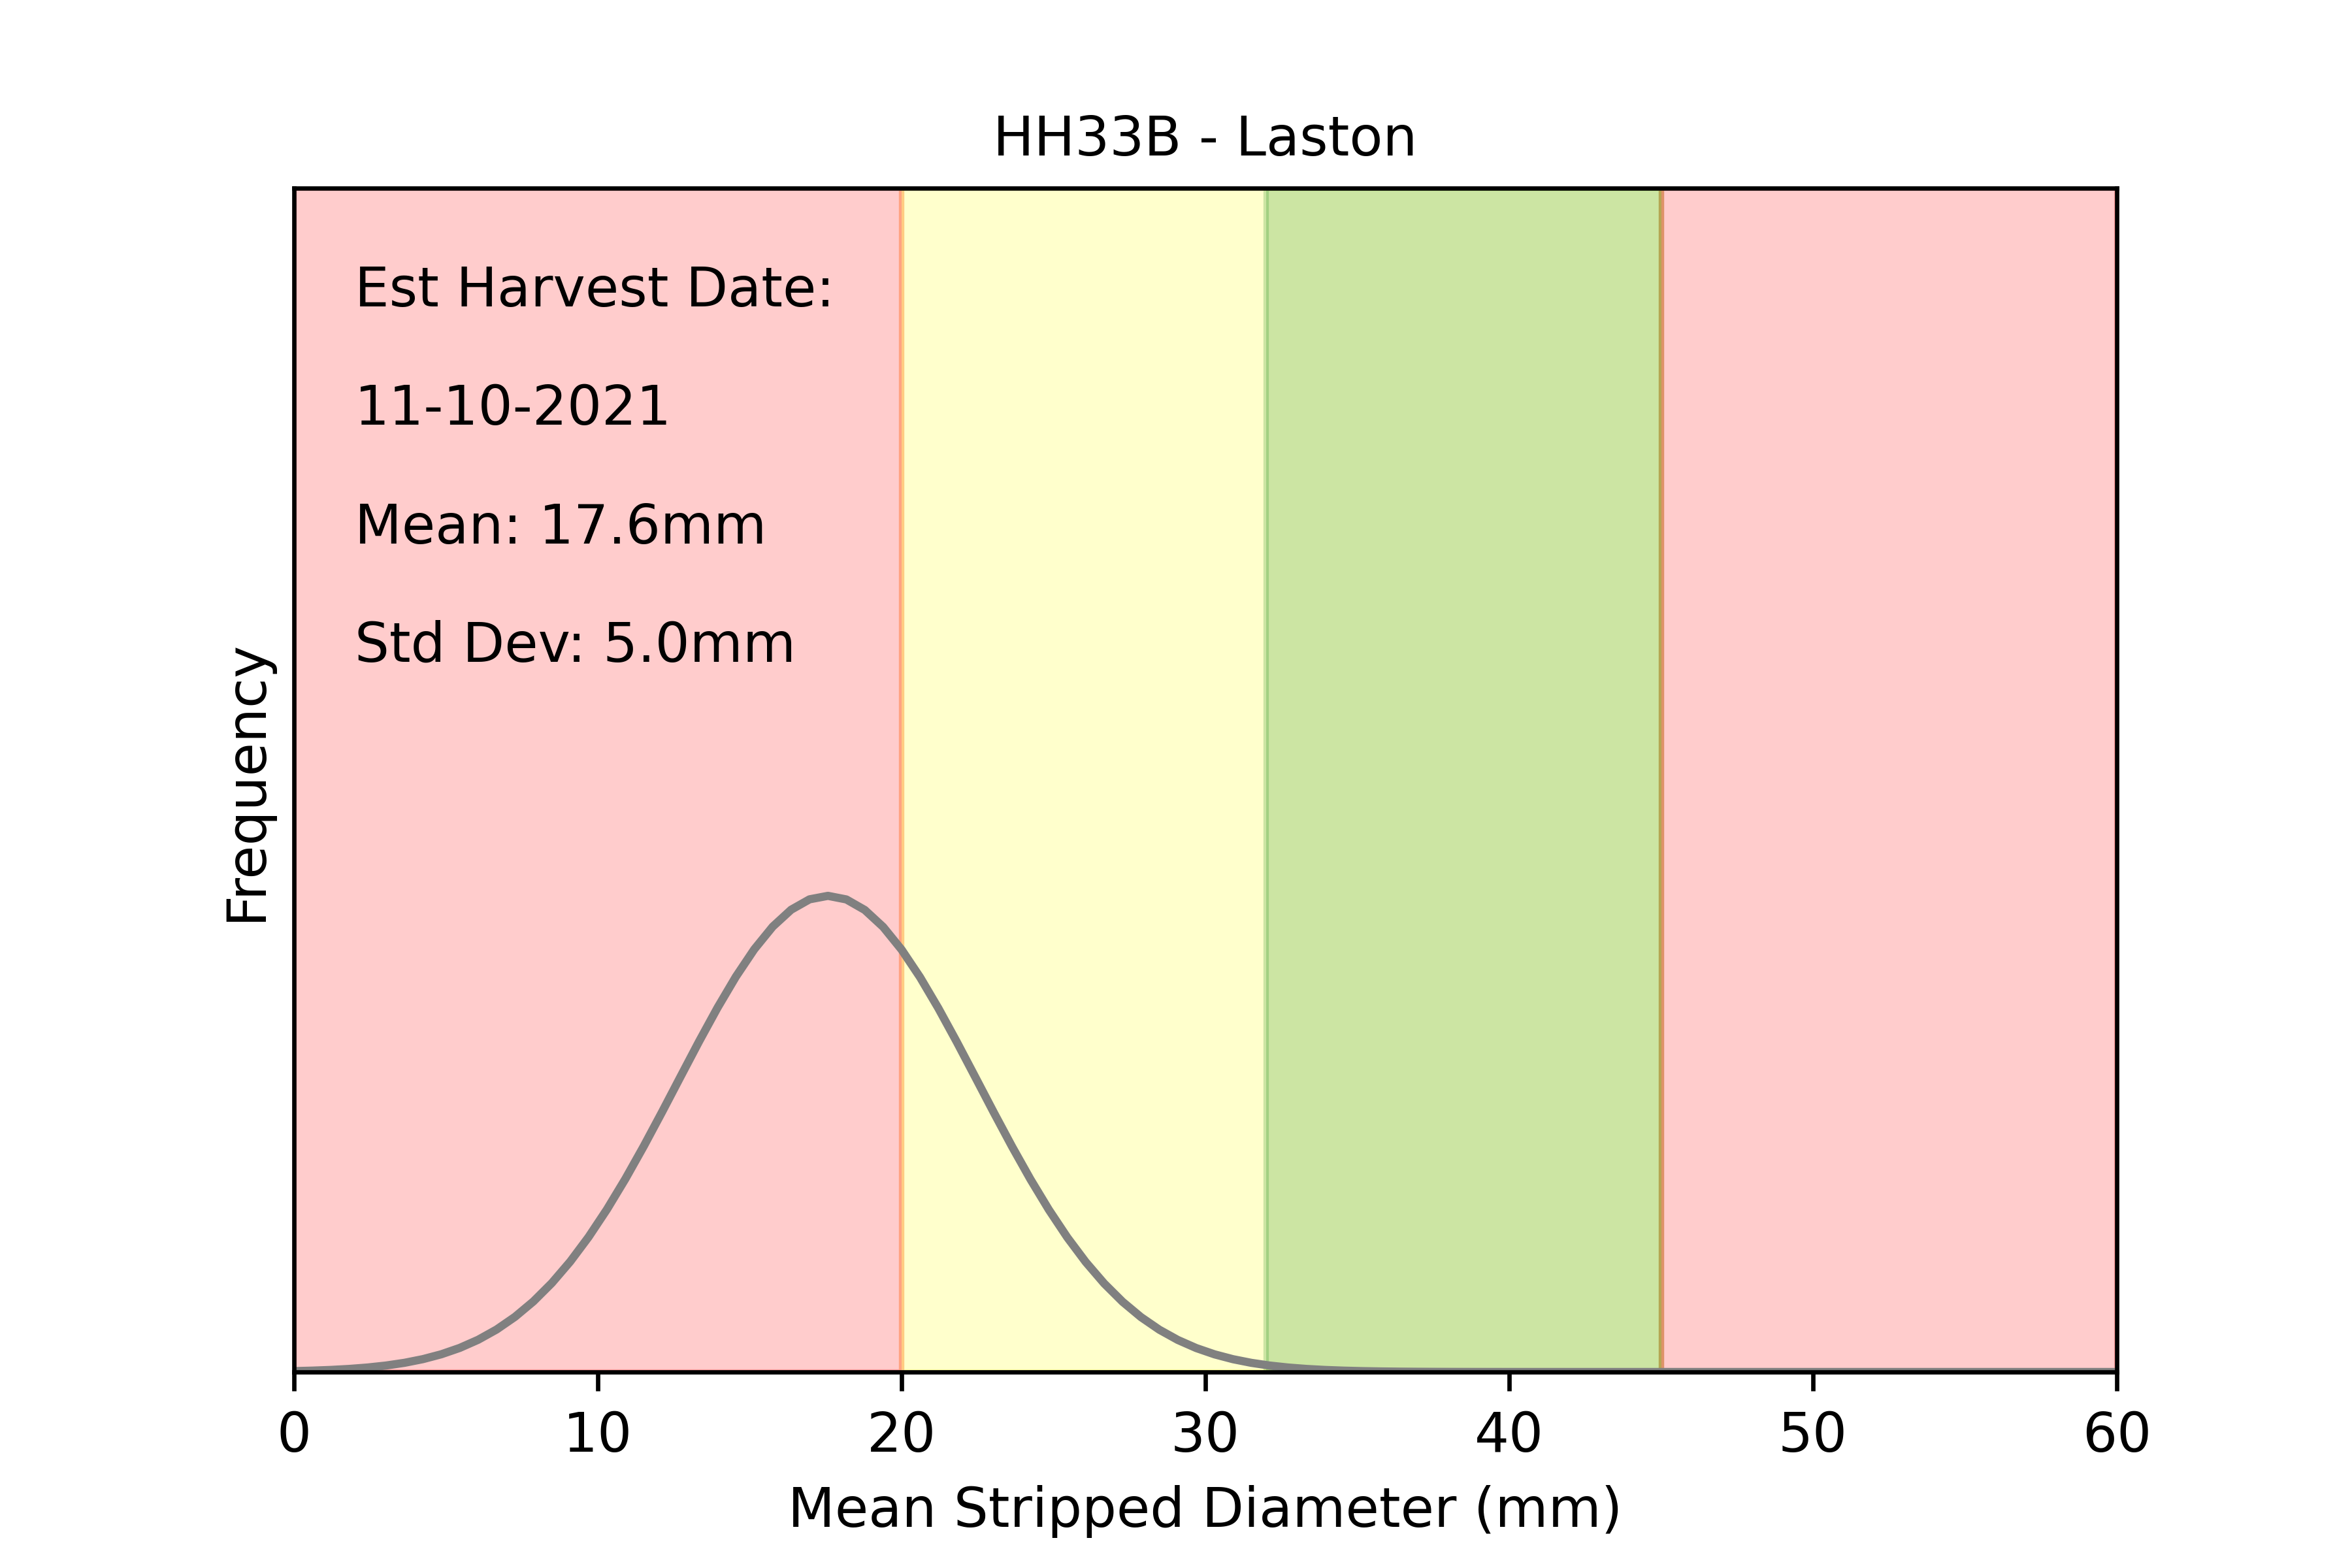 HH33B - Laston
Est Harvest Date:
11-10-2021
Mean: 17.6mm
Std Dev: 5.0mm
Frequency
0 10 20 30 40 50 60
Mean Stripped Diameter (mm)